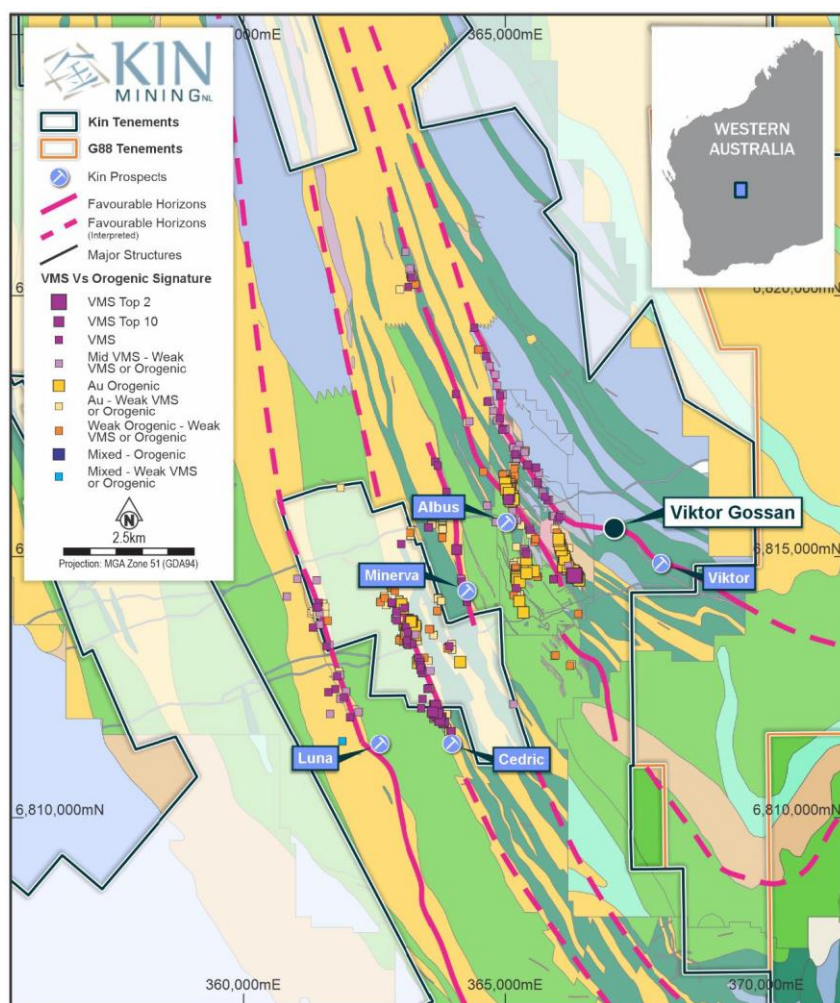 000mE
365,000mE
KIN
MINING NL
Kin Tenements
G88 Tenements
Kin Prospects
Favourable Horizons
Favourable Horizons
(Interpreted)
Major Structures
VMS Vs Orogenic Signature
VMS Top 2
VMS Top 10
VMS
Mid VMS - Weak
VMS or Orogenic
Au Orogenic
Au - Weak VMS
or Orogenic
Weak Orogenic - Weak
VMS or Orogenic
Mixed - Orogenic
Mixed - Weak VMS
or Orogenic
N
2.5km
Projection: MGA Zone 51 (GDA94)
WESTERN
AUSTRALIA
6,820,000mN
Albus
Viktor Gossan
6,815,000mN
Minerva
Viktor
Luna
Cedric
6,810,000mN
6,810,000mN
360,000mE
365,000mE
370,000mE